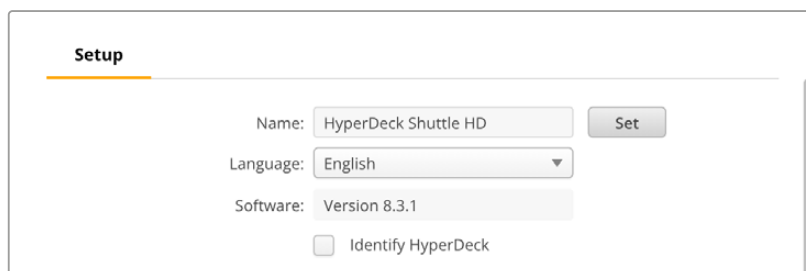 Setup
Name: HyperDeck Shuttle HD Set
Language: English
Software: Version 8.3.1
Identify HyperDeck